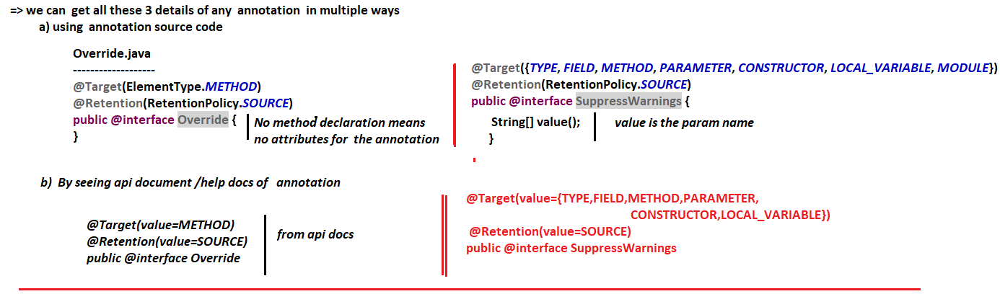 => we can get all these 3 details of any annotation in multiple ways
a) using annotation source code
Override.java
-------------------
@Target(ElementType.METHOD)
@Retention(RetentionPolicy.SOURCE)
public @interface Override {
}
No method declaration means
no attributes for the annotation
@Target({TYPE, FIELD, METHOD, PARAMETER, CONSTRUCTOR, LOCAL_VARIABLE, MODULE})
@Retention(RetentionPolicy.SOURCE)
public @interface SuppressWarnings {
String[] value();
}
value is the param name
b) By seeing api document /help docs of annotation
@Target(value=METHOD)
@Retention(value=SOURCE)
public @interface Override
from api docs
@Target(value={TYPE,FIELD,METHOD,PARAMETER,
CONSTRUCTOR,LOCAL_VARIABLE})
@Retention(value=SOURCE)
public @interface SuppressWarnings